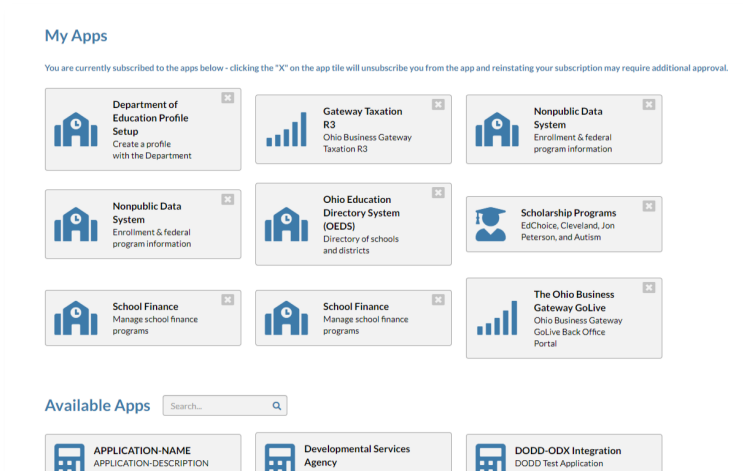 My Apps
You are currently subscribed to the apps below - clicking the "X" on the app tile will unsubscribe you from the app and reinstating your subscription may require additional approval.
Department of
Education Profile
Setup
Create a profile
with the Department
Gateway Taxation
R3
Ohio Business Gateway
Taxation R3
Nonpublic Data
System
Enrollment & federal
program information
Nonpublic Data
System
Enrollment & federal
program information
Ohio Education
Directory System
(OEDS)
Directory of schools
and districts
Scholarship Programs
EdChoice, Cleveland, Jon
Peterson, and Autism
School Finance
Manage school finance
programs
School Finance
Manage school finance
programs
The Ohio Business
Gateway GoLive
Ohio Business Gateway
GoLive Back Office
Portal
Available Apps
Search...
APPLICATION-NAME
APPLICATION-DESCRIPTION
Developmental Services
Agency
DODD-ODX Integration
DODD Test Application